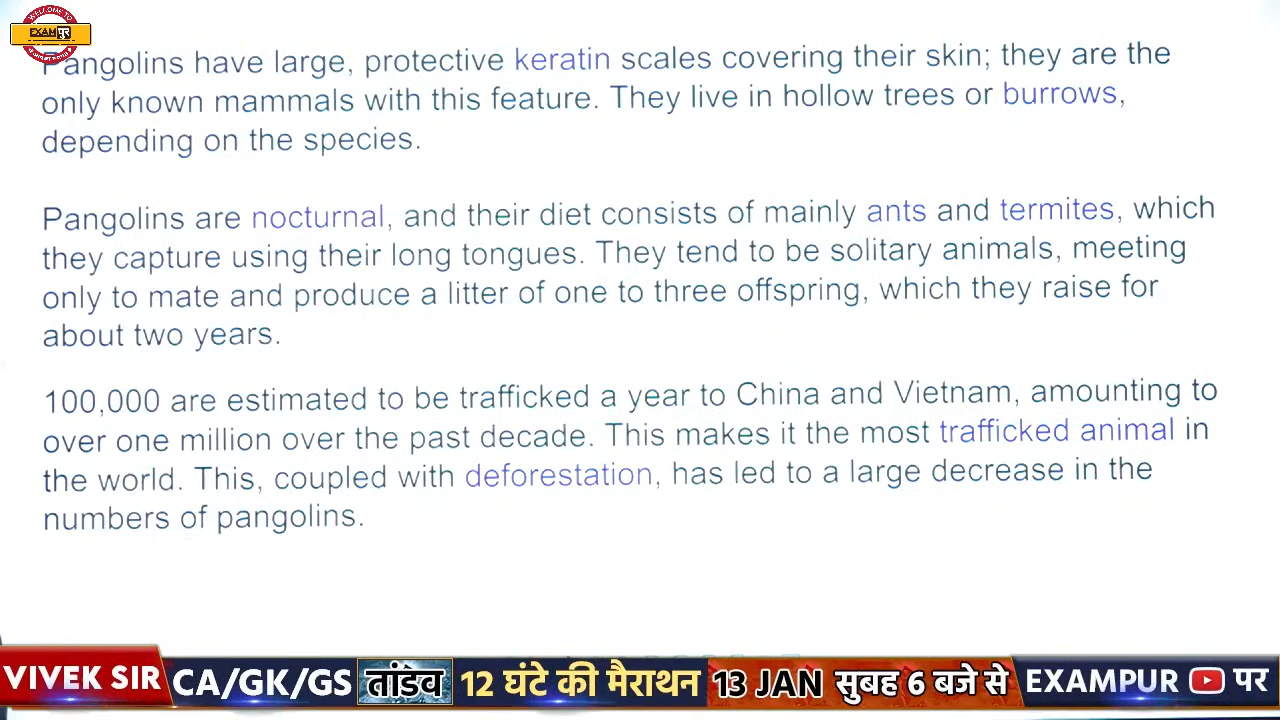 WELCOME TO
EXAMपुर
Pangolins have large, protective keratin scales covering their skin; they are the
only known mammals with this feature. They live in hollow trees or burrows,
depending on the species.
Pangolins are nocturnal, and their diet consists of mainly ants and termites, which
they capture using their long tongues. They tend to be solitary animals, meeting
only to mate and produce a litter of one to three offspring, which they raise for
about two years.
100,000 are estimated to be trafficked a year to China and Vietnam, amounting to
over one million over the past decade. This makes it the most trafficked animal in
the world. This, coupled with deforestation, has led to a large decrease in the
numbers of pangolins.
VIVEK SIR CA/GK/GS तांडव 12 घंटे की मैराथन 13 JAN सुबह 6 बजे से EXAMPUR पर